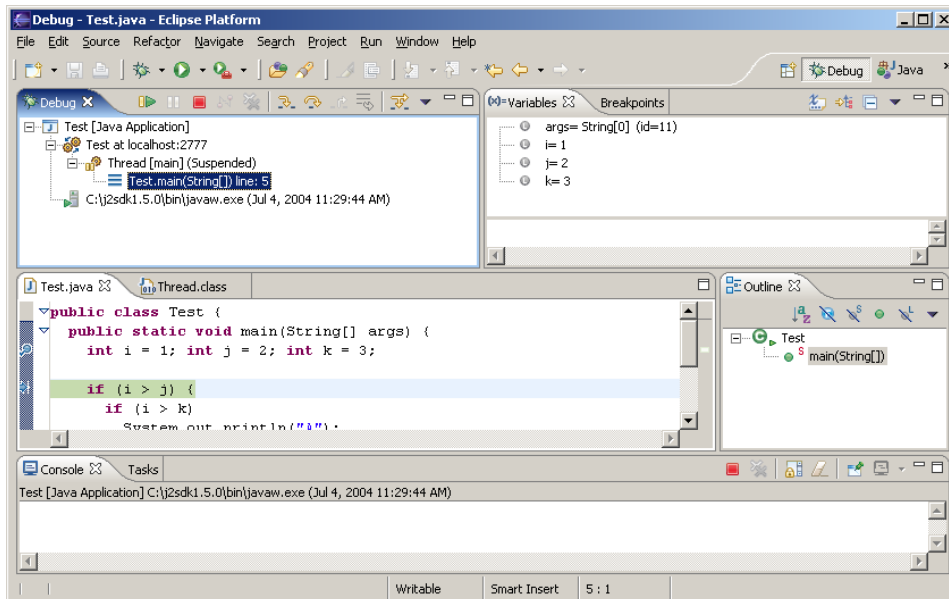 Debug - Test.java - Eclipse Platform
File Edit Source Refactor Navigate Search Project Run Window Help
Debug Java
Debug
Test [Java Application]
Test at localhost:2777
Thread [main] (Suspended)
Test.main(String[]) line: 5
C:\j2sdk1.5.0\bin\javaw.exe (Jul 4, 2004 11:29:44 AM)
(x)= Variables Breakpoints
args= String[0] (id=11)
i= 1
j= 2
k= 3
Test.java Thread.class
public class Test {
public static void main(String[] args) {
int i = 1; int j = 2; int k = 3;
if (i > j) {
if (i > k)
System.out.println("A");
Outline
Test
main(String[])
Console Tasks
Test [Java Application] C:\j2sdk1.5.0\bin\javaw.exe (Jul 4, 2004 11:29:44 AM)
Writable Smart Insert 5 : 1